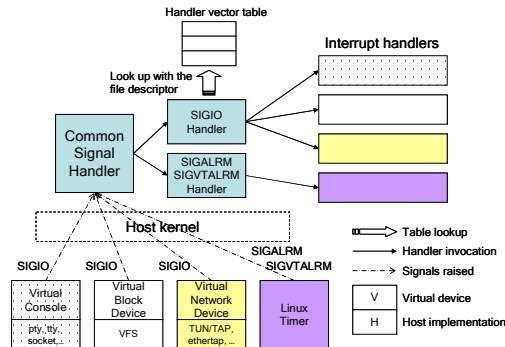 Handler vector table
Interrupt handlers
Look up with the
file descriptor
Common
Signal
Handler
SIGIO
Handler
SIGALRM
SIGVTALRM
Handler
Host kernel
SIGIO
SIGIO
SIGIO
SIGALRM
SIGVTALRM
Virtual
Console
pty, tty,
socket,..
Virtual
Block
Device
VFS
Virtual
Network
Device
TUN/TAP,
ethertap, ..
Linux
Timer
Table lookup
Handler invocation
Signals raised
V
Virtual device
H
Host implementation